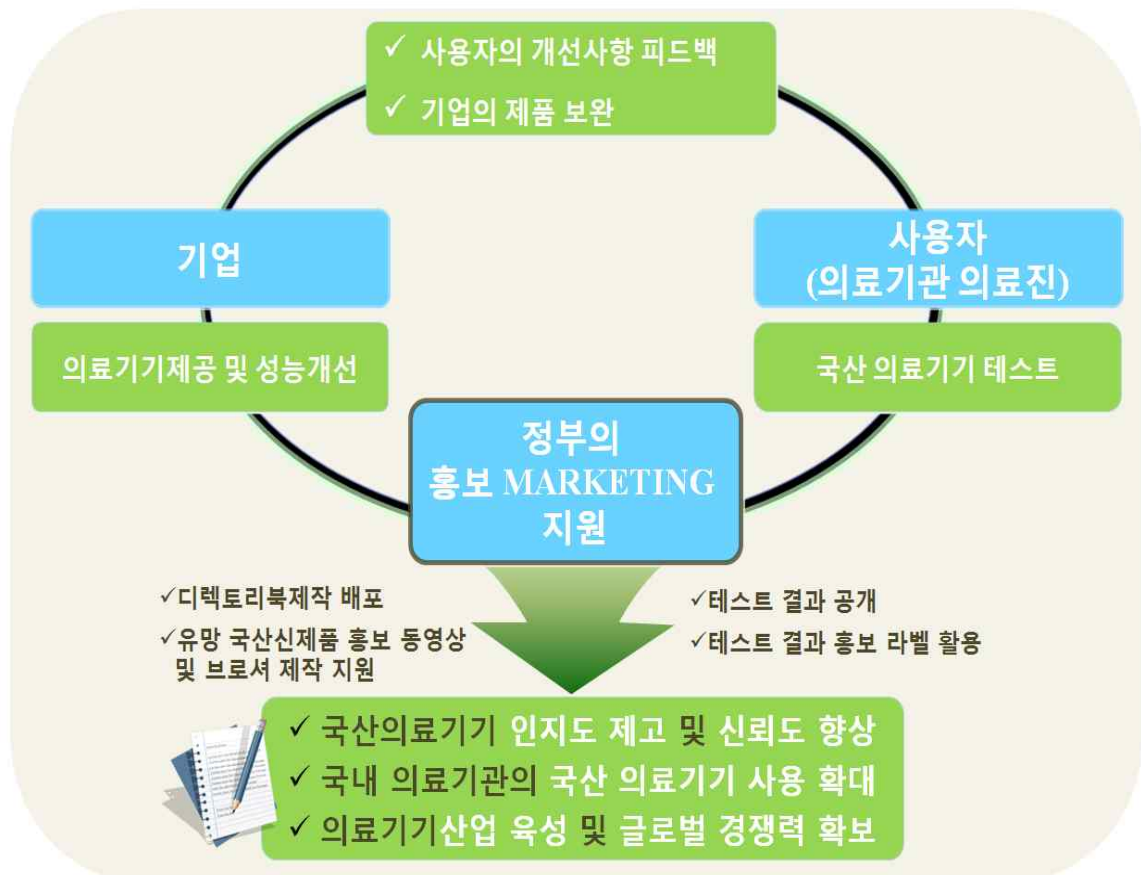 ✓ 사용자의 개선사항 피드백
✓ 기업의 제품 보완
기업
의료기기제공 및 성능개선
사용자
(의료기관 의료진)
국산 의료기기 테스트
정부의
홍보 MARKETING
지원
✓디렉토리북제작 배포
✓유망 국산신제품 홍보 동영상
및 브로셔 제작 지원
✓테스트 결과 공개
✓테스트 결과 홍보 라벨 활용
✓ 국산의료기기 인지도 제고 및 신뢰도 향상
✓ 국내 의료기관의 국산 의료기기 사용 확대
✓ 의료기기산업 육성 및 글로벌 경쟁력 확보